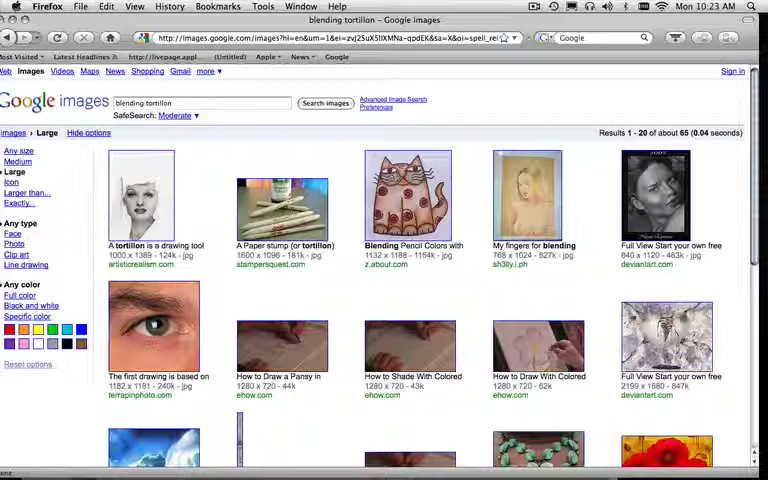 Firefox File Edit View History Bookmarks Tools Window Help Mon 10:23 AM
blending tortillon – Google Images
http://images.google.com/images?hl=en&um=1&ei=
Google
Most Visited Latest Headlines http://livepage.appl... (Untitled) Apple News Google
Web Images Videos Maps News Shopping Gmail more Sign in
Google images blending tortillon Search images Advanced Image Search
Preferences
SafeSearch: Moderate
Images › Large Hide options Results 1 - 20 of about 65 (0.04 seconds)
Any size
Medium
Large
Icon
Larger than...
Exactly...
Any type
Face
Photo
Clip art
Line drawing
Any color
Full color
Black and white
Specific color
Reset options
A tortillon is a drawing tool
1000 x 1389 - 124k - jpg
artisticrealism.com
A Paper stump (or tortillon)
1600 x 1096 - 181k - jpg
stampersquest.com
Blending Pencil Colors with
1132 x 1188 - 1154k - jpg
z.about.com
My fingers for blending
768 x 1024 - 627k - jpg
sh3lly.i.ph
Full View Start your own free
840 x 1120 - 463k - jpg
deviantart.com
The first drawing is based on
1182 x 1181 - 240k - jpg
terrapinphoto.com
How to Draw a Pansy in
1280 x 720 - 44k
ehow.com
How to Shade With Colored
1280 x 720 - 43k
ehow.com
How to Draw With Colored
1280 x 720 - 62k
ehow.com
Full View Start your own free
2199 x 1680 - 847k
deviantart.com